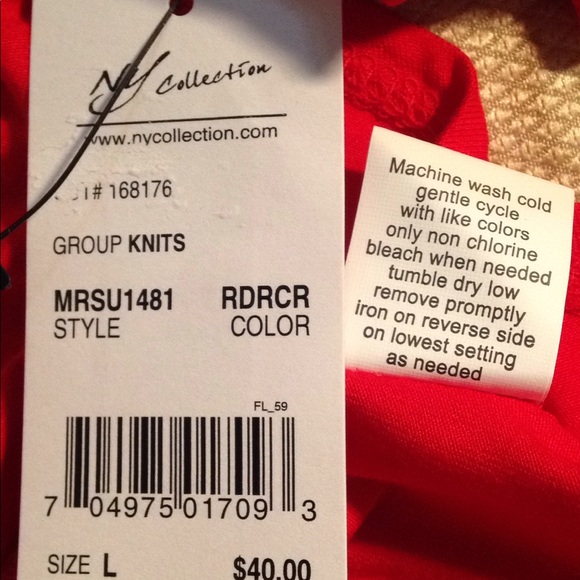 NY Collection
www.nycollection.com
# 168176
GROUP KNITS
MRSU1481 RDRCR
STYLE COLOR
FL_59
7 04975 01709 3
SIZE L $40.00
Machine wash cold
gentle cycle
with like colors
only non chlorine
bleach when needed
tumble dry low
remove promptly
iron on reverse side
on lowest setting
as needed